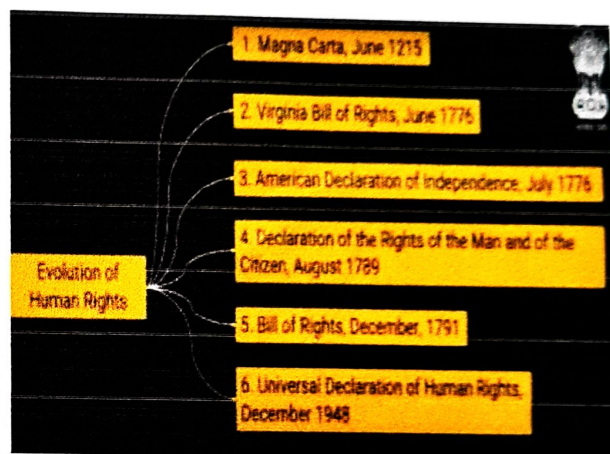 1. Magna Carta, June 1215
2. Virginia Bill of Rights, June 1776
3. American Declaration of Independence, July 1776
4. Declaration of the Rights of the Man and of the
Citizen, August 1789
Evolution of
Human Rights
5. Bill of Rights, December, 1791
6. Universal Declaration of Human Rights,
December 1948